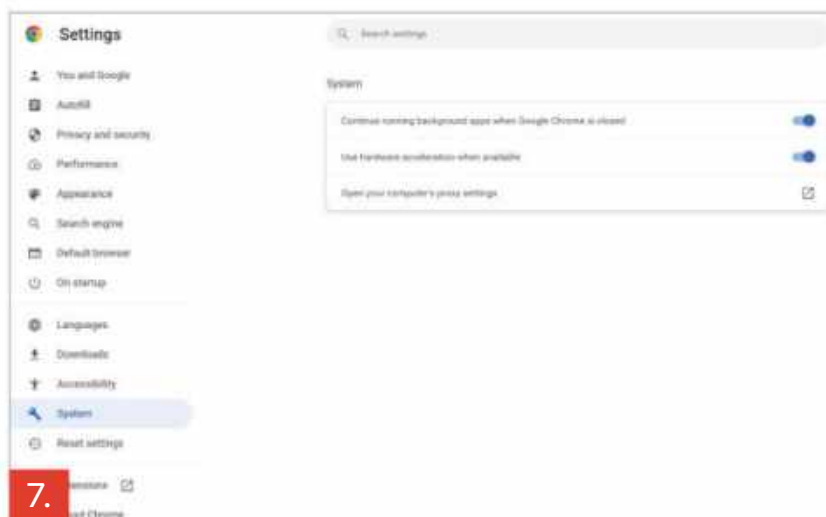 Settings
Search settings
You and Google
Autofill
Privacy and security
Performance
Appearance
Search engine
Default browser
On startup
Languages
Downloads
Accessibility
System
Reset settings
7.
System
Continue running background apps when Google Chrome is closed
Use hardware acceleration when available
Open your computer's proxy settings